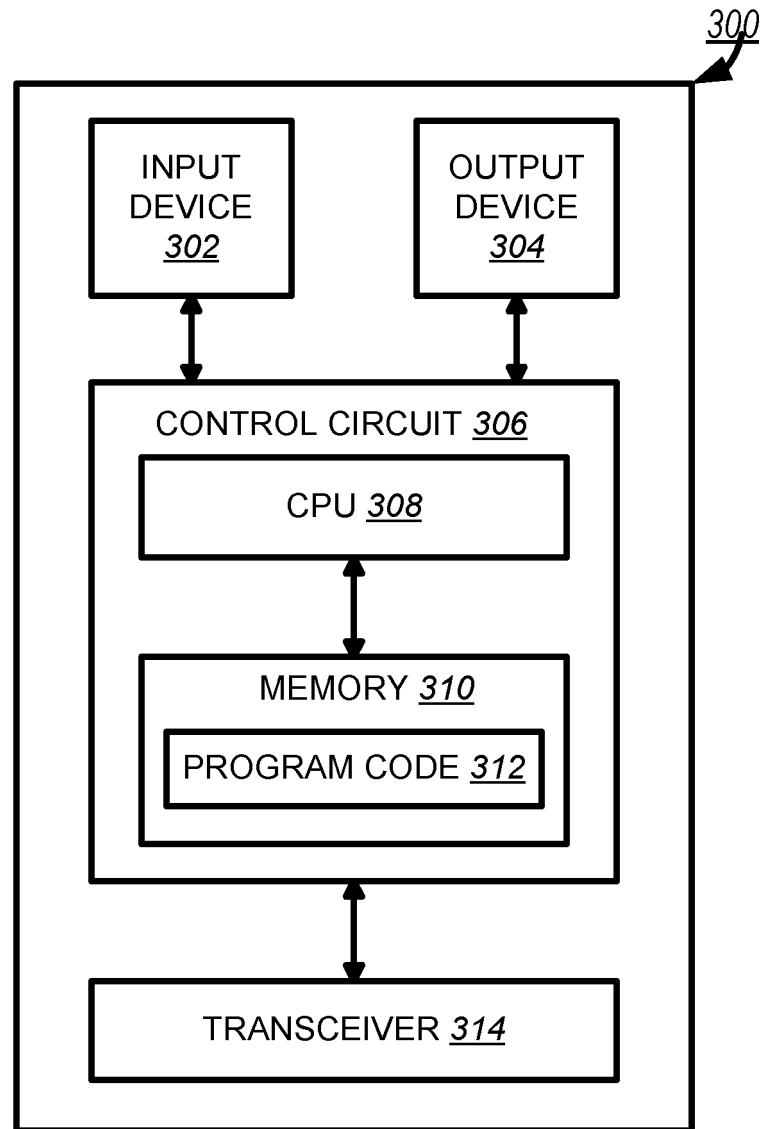 300
INPUT
DEVICE
302
OUTPUT
DEVICE
304
CONTROL CIRCUIT 306
CPU 308
MEMORY 310
PROGRAM CODE 312
TRANSCEIVER 314